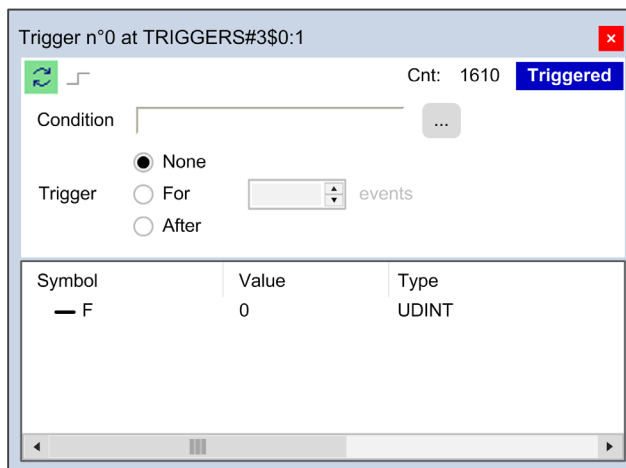 Trigger n°0 at TRIGGERS#3$0:1
Cnt: 1610 Triggered
Condition ...
None
Trigger For events
After
Symbol Value Type
F 0 UDINT